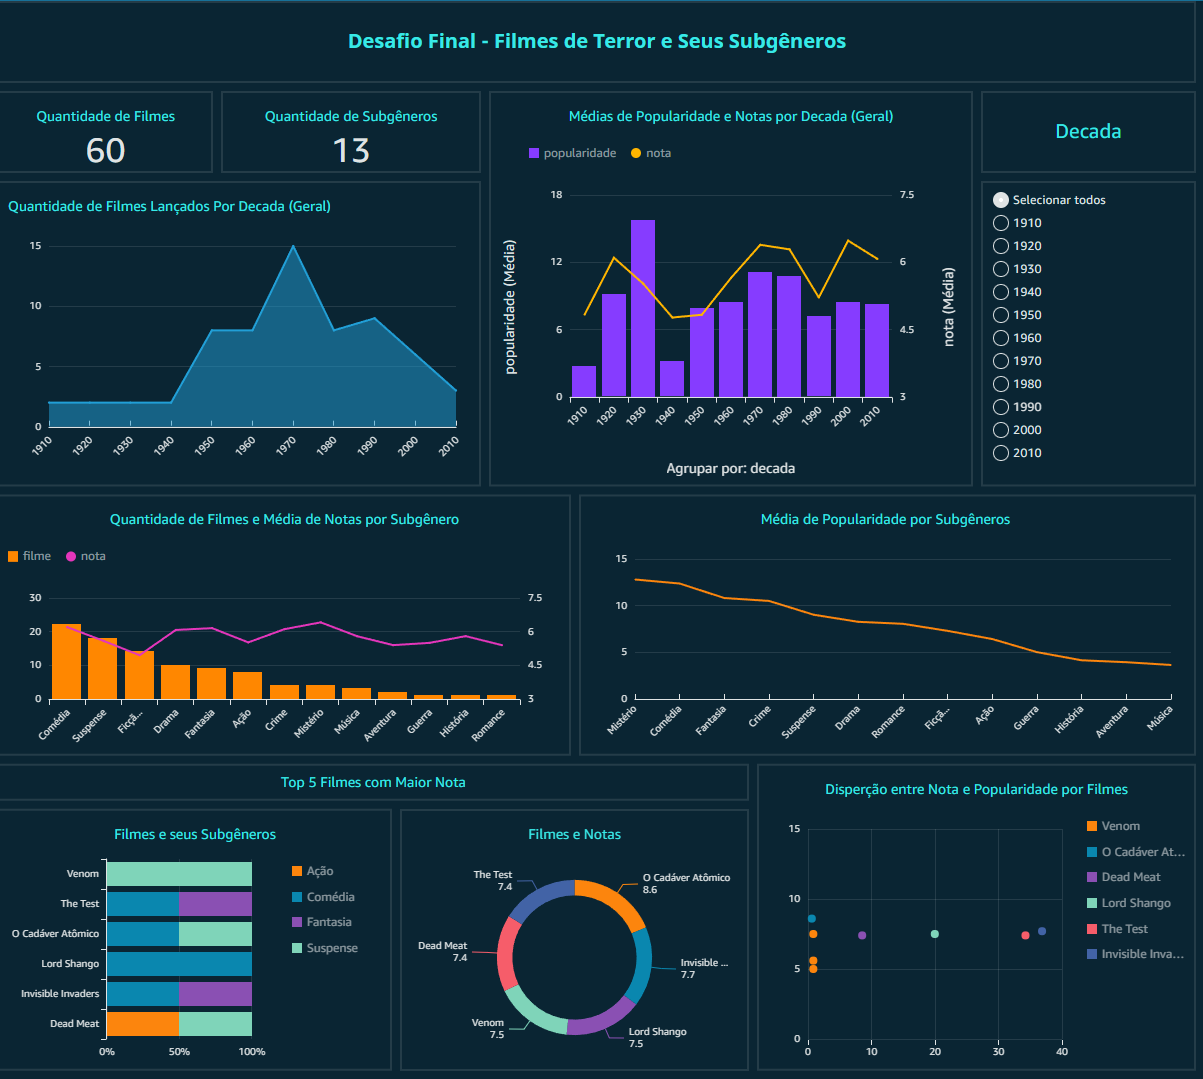 Desafio Final - Filmes de Terror e Seus Subgêneros
Quantidade de Filmes
60
Quantidade de Subgêneros
13
Quantidade de Filmes Lançados Por Decada (Geral)
15
10
5
0
1910
1920
1930
1940
1950
1960
1970
1980
1990
2000
2010
Médias de Popularidade e Notas por Decada (Geral)
popularidade
nota
popularidade (Média)
18
12
6
0
7.5
6
4.5
3
nota (Média)
1910
1920
1930
1940
1950
1960
1970
1980
1990
2000
2010
Agrupar por: decada
Decada
Selecionar todos
1910
1920
1930
1940
1950
1960
1970
1980
1990
2000
2010
Quantidade de Filmes e Média de Notas por Subgênero
filme
nota
30
20
10
0
7.5
6
4.5
3
Comédia
Suspense
Ficçã...
Drama
Fantasia
Ação
Crime
Mistério
Música
Aventura
Guerra
História
Romance
Média de Popularidade por Subgêneros
15
10
5
0
Mistério
Comédia
Fantasia
Crime
Suspense
Drama
Romance
Ficçã...
Ação
Guerra
História
Aventura
Música
Top 5 Filmes com Maior Nota
Filmes e seus Subgêneros
Venom
The Test
O Cadáver Atômico
Lord Shango
Invisible Invaders
Dead Meat
0%
50%
100%
Ação
Comédia
Fantasia
Suspense
Filmes e Notas
The Test
7.4
O Cadáver Atômico
8.6
Dead Meat
7.4
Invisible ...
7.7
Venom
7.5
Lord Shango
7.5
Disperção entre Nota e Popularidade por Filmes
15
10
5
0
0
10
20
30
40
Venom
O Cadáver At...
Dead Meat
Lord Shango
The Test
Invisible Inva...